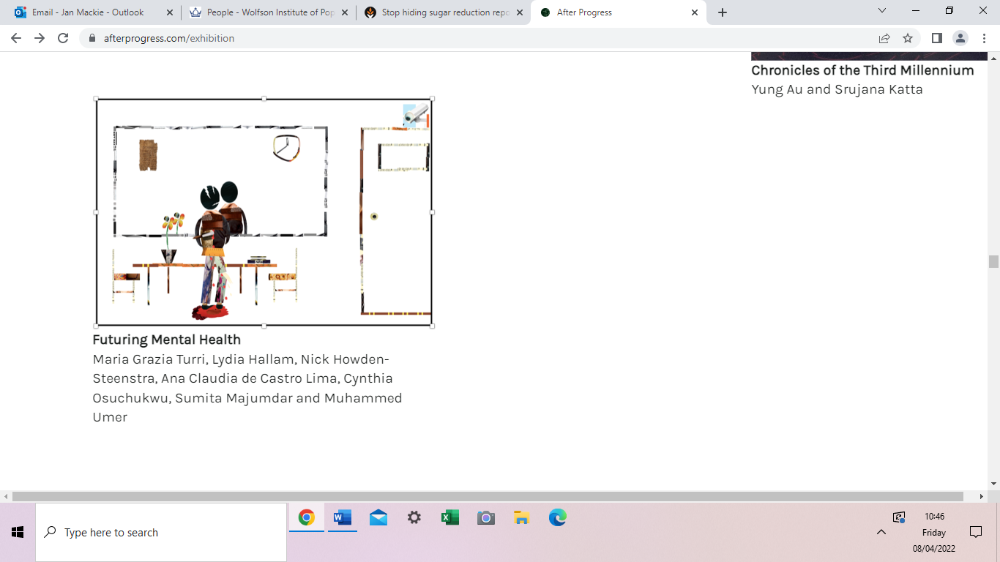 Email - Jan Mackie - Outlook
People - Wolfson Institute of Pop
Stop hiding sugar reduction repo
After Progress
afterprogress.com/exhibition
Chronicles of the Third Millennium
Yung Au and Srujana Katta
Futuring Mental Health
Maria Grazia Turri, Lydia Hallam, Nick Howden-
Steenstra, Ana Claudia de Castro Lima, Cynthia
Osuchukwu, Sumita Majumdar and Muhammed
Umer
Type here to search
10:46
Friday
08/04/2022